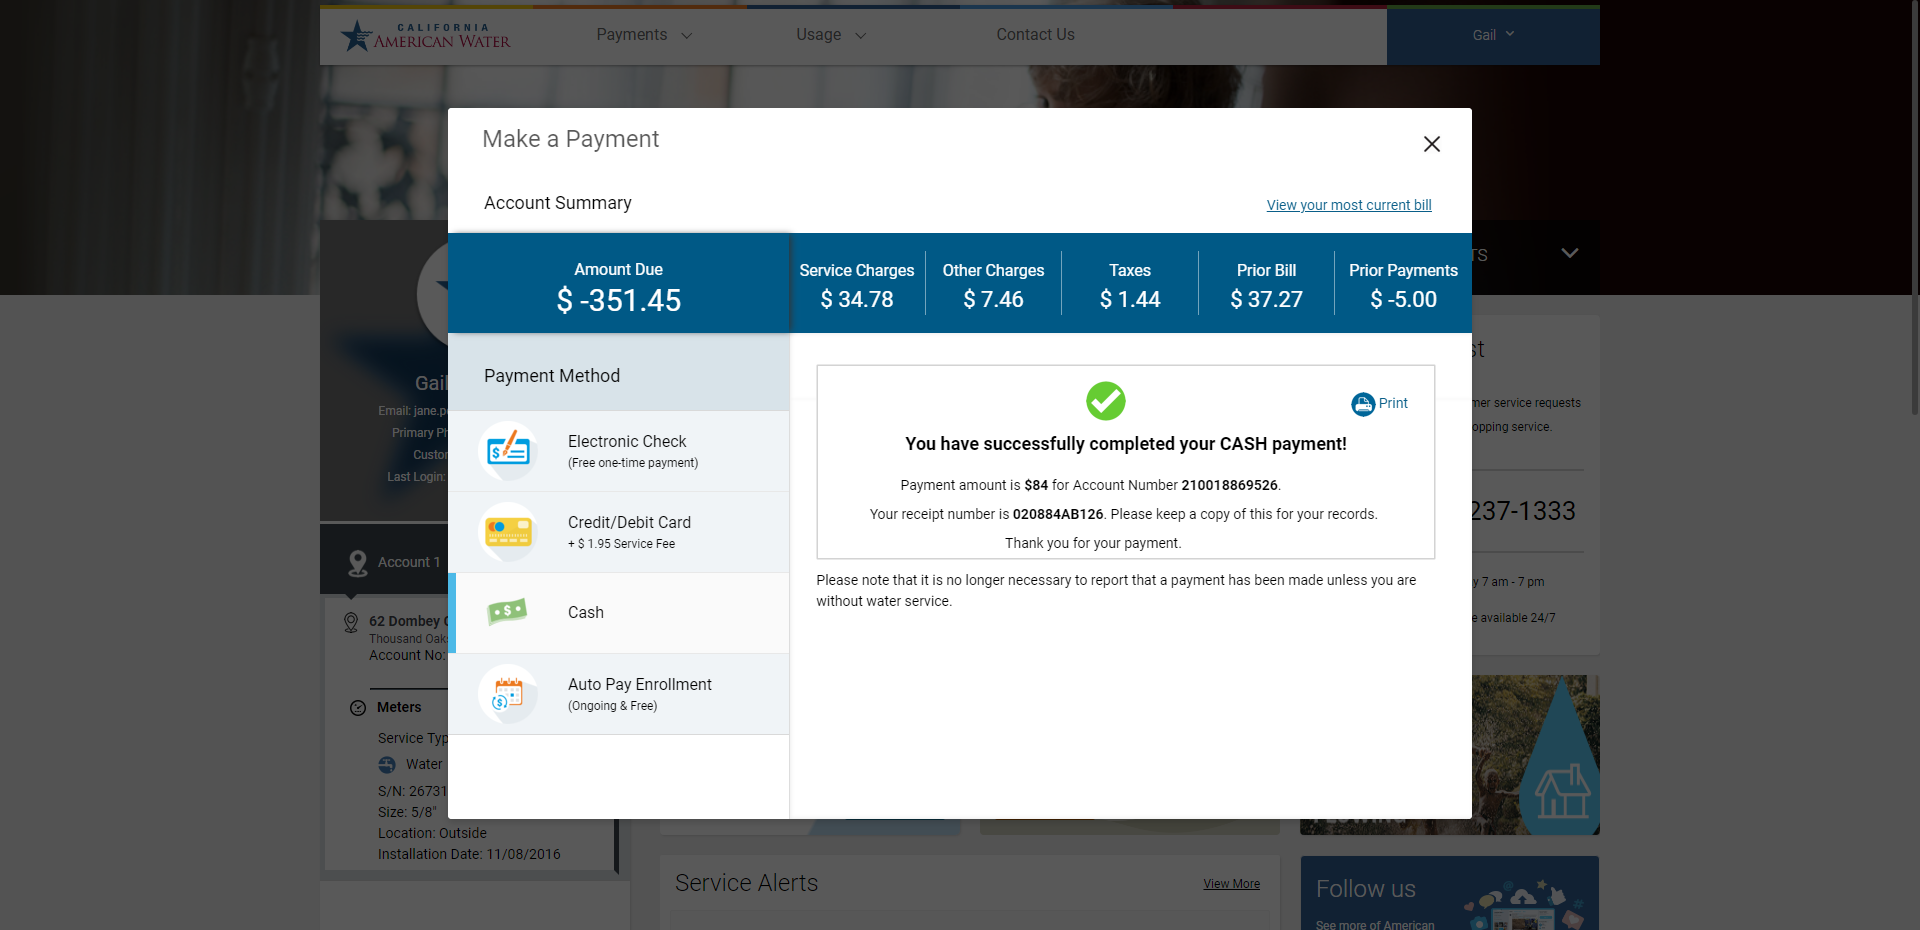 CALIFORNIA
AMERICAN WATER
Payments
Usage
Contact Us
Gail
Make a Payment
Account Summary
View your most current bill
Amount Due
$ -351.45
Service Charges
$ 34.78
Other Charges
$ 7.46
Taxes
$ 1.44
Prior Bill
$ 37.27
Prior Payments
$ -5.00
TS
Payment Method
Electronic Check
(Free one-time payment)
Credit/Debit Card
+ $ 1.95 Service Fee
Cash
Auto Pay Enrollment
(Ongoing & Free)
Print
You have successfully completed your CASH payment!
Payment amount is $84 for Account Number 210018869526.
Your receipt number is 020884AB126. Please keep a copy of this for your records.
Thank you for your payment.
Please note that it is no longer necessary to report that a payment has been made unless you are
without water service.
Gail
Email: jane.p
Primary Ph
Custor
Last Login:
Account 1
62 Dombey
Thousand Oak
Account No:
Meters
Service Typ
Water
S/N: 26731
Size: 5/8"
Location: Outside
Installation Date: 11/08/2016
st
mer service requests
opping service.
237-1333
y 7 am - 7 pm
e available 24/7
Service Alerts
View More
Follow us
See more of American